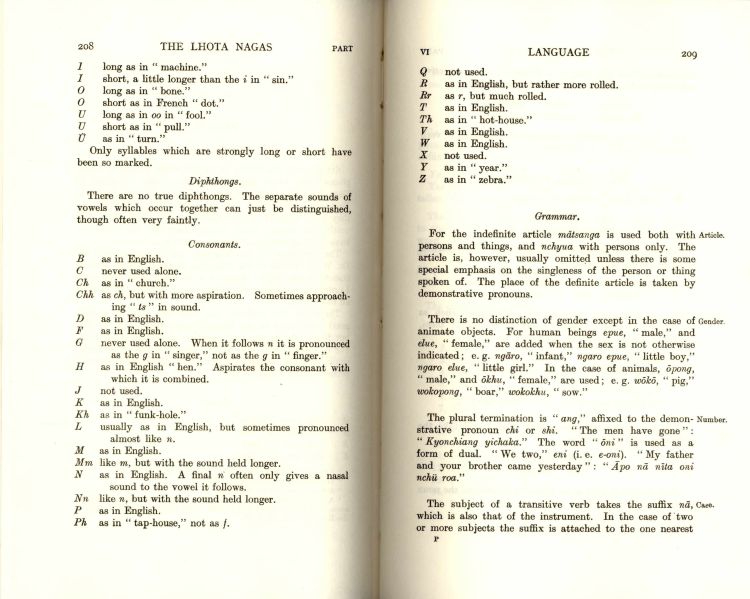 208 THE LHOTA NAGAS PART
I long as in " machine."
I short, a little longer than the i in " sin."
O long as in " bone."
O short as in French " dot."
U long as in oo in " fool."
U short as in " pull."
Ü as in " turn."
Only syllables which are strongly long or short have
been so marked.
Diphthongs.
There are no true diphthongs. The separate sounds of
vowels which occur together can just be distinguished,
though often very faintly.
Consonants.
B as in English.
C never used alone.
Ch as in " church."
Chh as ch, but with more aspiration. Sometimes approach-
ing " ts " in sound.
D as in English.
F as in English.
G never used alone. When it follows n it is pronounced
as the g in " singer," not as the g in " finger."
H as in English " hen." Aspirates the consonant with
which it is combined.
J not used.
K as in English.
Kh as in " funk-hole."
L usually as in English, but sometimes pronounced
almost like n.
M as in English.
Mm like m, but with the sound held longer.
N as in English. A final n often only gives a nasal
sound to the vowel it follows.
Nn like n, but with the sound held longer.
P as in English.
Ph as in " tap-house," not as f.
VI LANGUAGE 209
Q not used.
R as in English, but rather more rolled.
Rr as r, but much rolled.
T as in English.
Th as in " hot-house."
V as in English.
W as in English.
X not used.
Y as in " year."
Z as in " zebra."
Grammar.
For the indefinite article mātsanga is used both with Article.
persons and things, and nchyua with persons only. The
article is, however, usually omitted unless there is some
special emphasis on the singleness of the person or thing
spoken of. The place of the definite article is taken by
demonstrative pronouns.
There is no distinction of gender except in the case of Gender.
animate objects. For human beings epue, " male," and
elue, " female," are added when the sex is not otherwise
indicated; e. g. ngāro, " infant," ngaro epue, " little boy,"
ngaro elue, " little girl." In the case of animals, ōpong,
" male," and ōkhu, " female," are used; e. g. wōkō, " pig,"
wokopong, " boar," wokokhu, " sow."
The plural termination is " ang," affixed to the demon- Number.
strative pronoun chi or shi. " The men have gone " :
" Kyonchiang yichaka." The word " ōni " is used as a
form of dual. " We two," eni (i. e. e-oni). " My father
and your brother came yesterday " : " Āpo nā nīta oni
nchü roa."
The subject of a transitive verb takes the suffix nā, Case.
which is also that of the instrument. In the case of two
or more subjects the suffix is attached to the one nearest
P